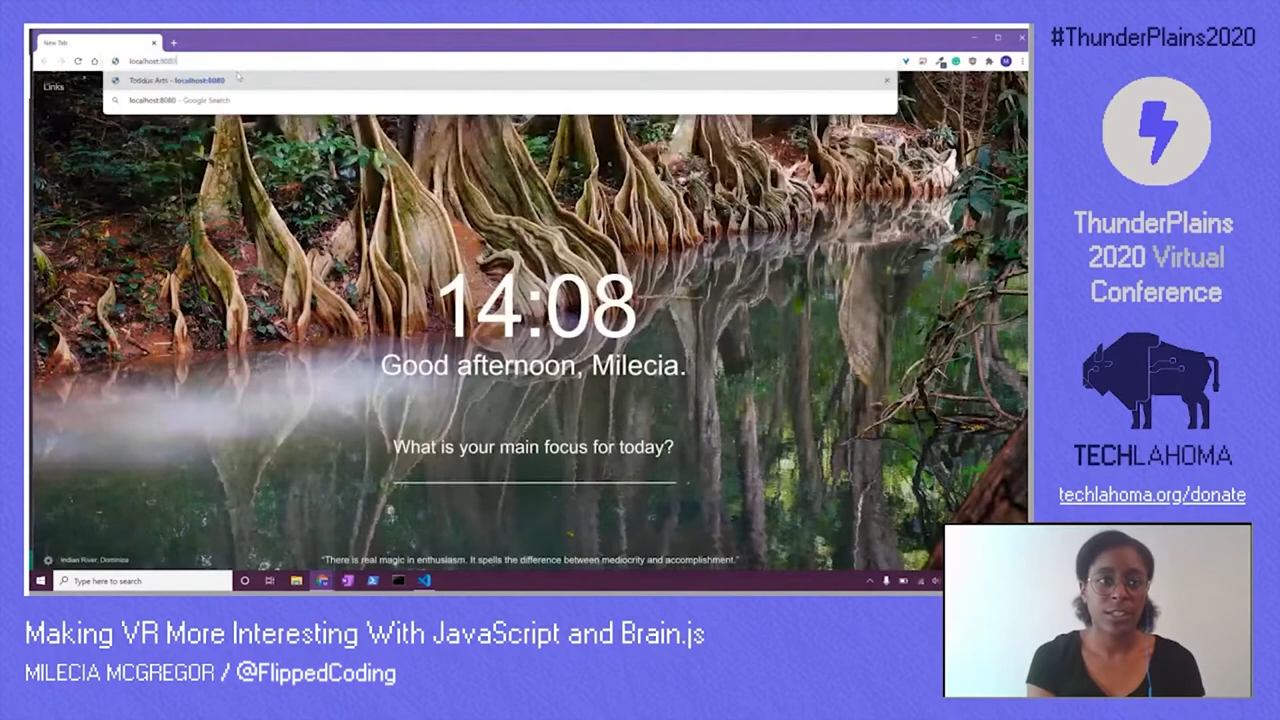 New Tab
localhost:8080
Toddus Arts - localhost:8080
localhost:8080 - Google Search
Links
14:08
Good afternoon, Milecia.
What is your main focus for today?
Indian River, Dominica
"There is real magic in enthusiasm. It spells the difference between mediocrity and accomplishment."
Type here to search
#ThunderPlains2020
ThunderPlains
2020 Virtual
Conference
TECHLAHOMA
techlahoma.org/donate
Making VR More Interesting With JavaScript and Brain.js
MILECIA MCGREGOR / @FlippedCoding